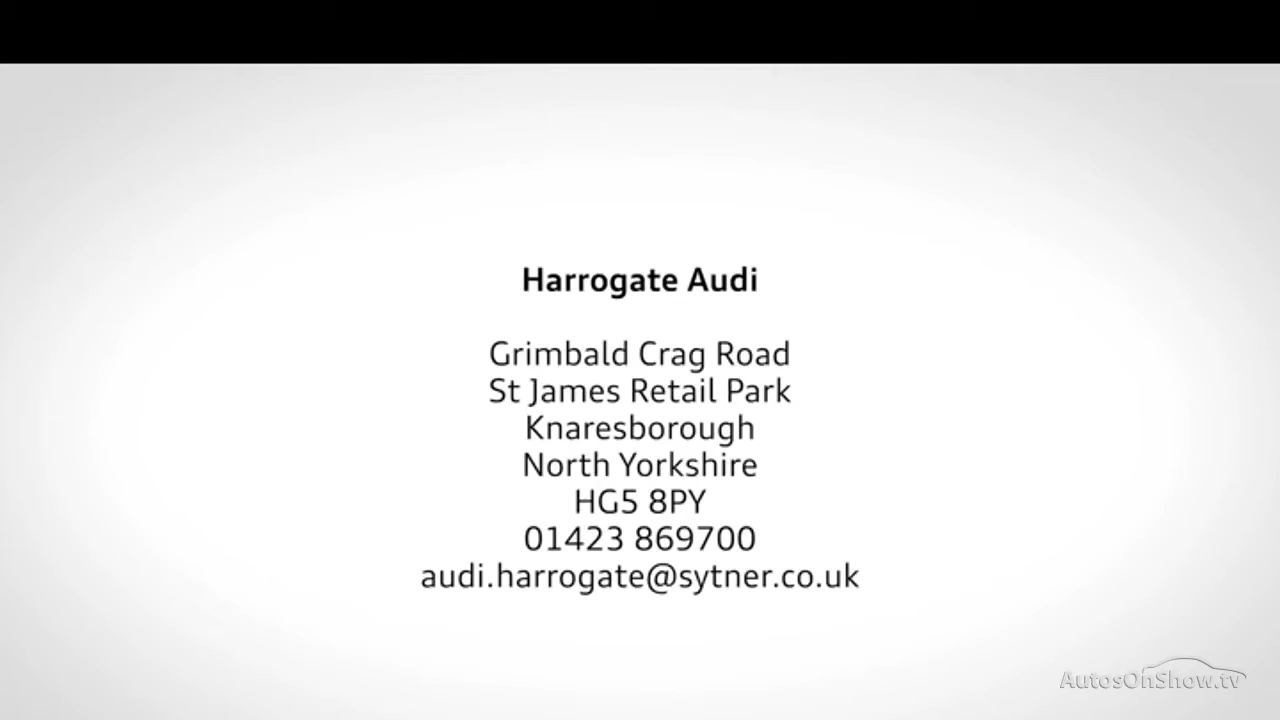 Harrogate Audi
Grimbald Crag Road
St James Retail Park
Knaresborough
North Yorkshire
HG5 8PY
01423 869700
audi.harrogate@sytner.co.uk
AutosOnShow.tv